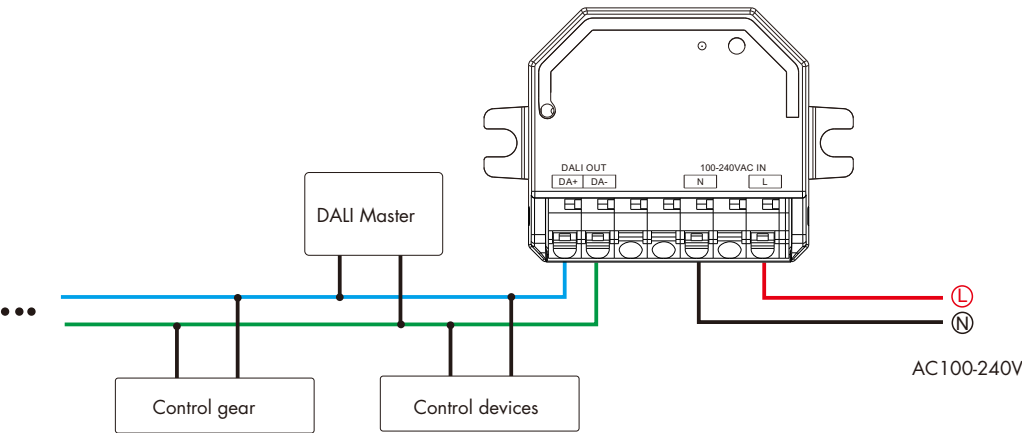 DALI OUT 100-240VAC IN
DA+ DA- N L
DALI Master
L
N
AC100-240V
Control gear
Control devices